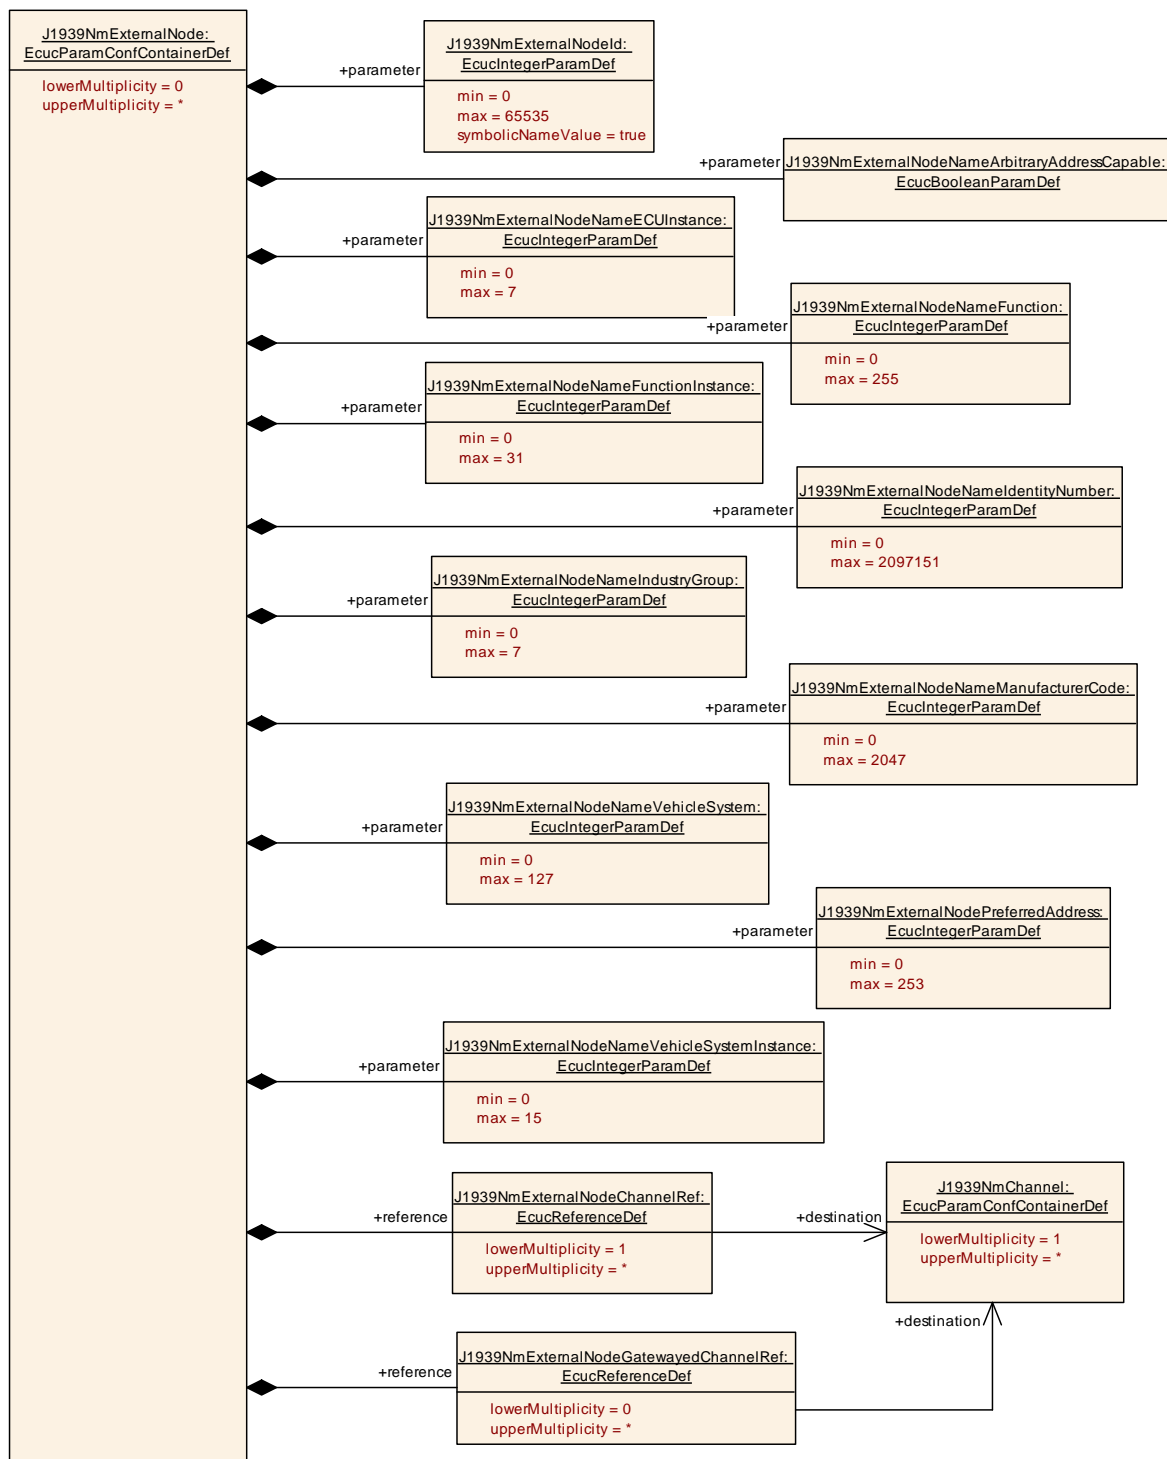 J1939NmExternalNode:
EcucParamConfContainerDef
lowerMultiplicity = 0
upperMultiplicity = *
+parameter
J1939NmExternalNodeId:
EcucIntegerParamDef
min = 0
max = 65535
symbolicNameValue = true
+parameter
J1939NmExternalNodeNameArbitraryAddressCapable:
EcucBooleanParamDef
+parameter
J1939NmExternalNodeNameECUInstance:
EcucIntegerParamDef
min = 0
max = 7
+parameter
J1939NmExternalNodeNameFunction:
EcucIntegerParamDef
min = 0
max = 255
+parameter
J1939NmExternalNodeNameFunctionInstance:
EcucIntegerParamDef
min = 0
max = 31
+parameter
J1939NmExternalNodeNameIdentityNumber:
EcucIntegerParamDef
min = 0
max = 2097151
+parameter
J1939NmExternalNodeNameIndustryGroup:
EcucIntegerParamDef
min = 0
max = 7
+parameter
J1939NmExternalNodeNameManufacturerCode:
EcucIntegerParamDef
min = 0
max = 2047
+parameter
J1939NmExternalNodeNameVehicleSystem:
EcucIntegerParamDef
min = 0
max = 127
+parameter
J1939NmExternalNodePreferredAddress:
EcucIntegerParamDef
min = 0
max = 253
+parameter
J1939NmExternalNodeNameVehicleSystemInstance:
EcucIntegerParamDef
min = 0
max = 15
+reference
J1939NmExternalNodeChannelRef:
EcucReferenceDef
lowerMultiplicity = 1
upperMultiplicity = *
+destination
J1939NmChannel:
EcucParamConfContainerDef
lowerMultiplicity = 1
upperMultiplicity = *
+destination
+reference
J1939NmExternalNodeGatewayedChannelRef:
EcucReferenceDef
lowerMultiplicity = 0
upperMultiplicity = *